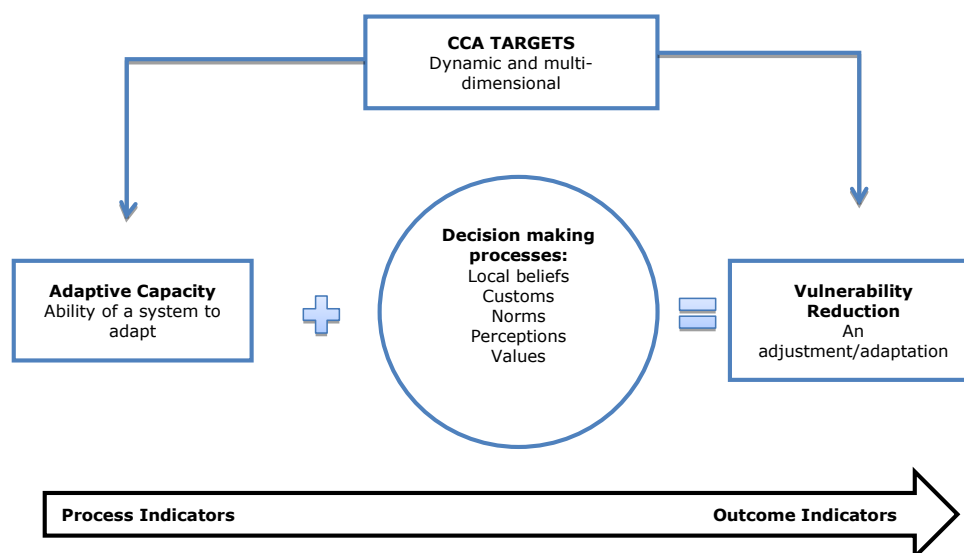 CCA TARGETS
Dynamic and multi-
dimensional
Adaptive Capacity
Ability of a system to
adapt
Decision making
processes:
Local beliefs
Customs
Norms
Perceptions
Values
Vulnerability
Reduction
An
adjustment/adaptation
Process Indicators
Outcome Indicators